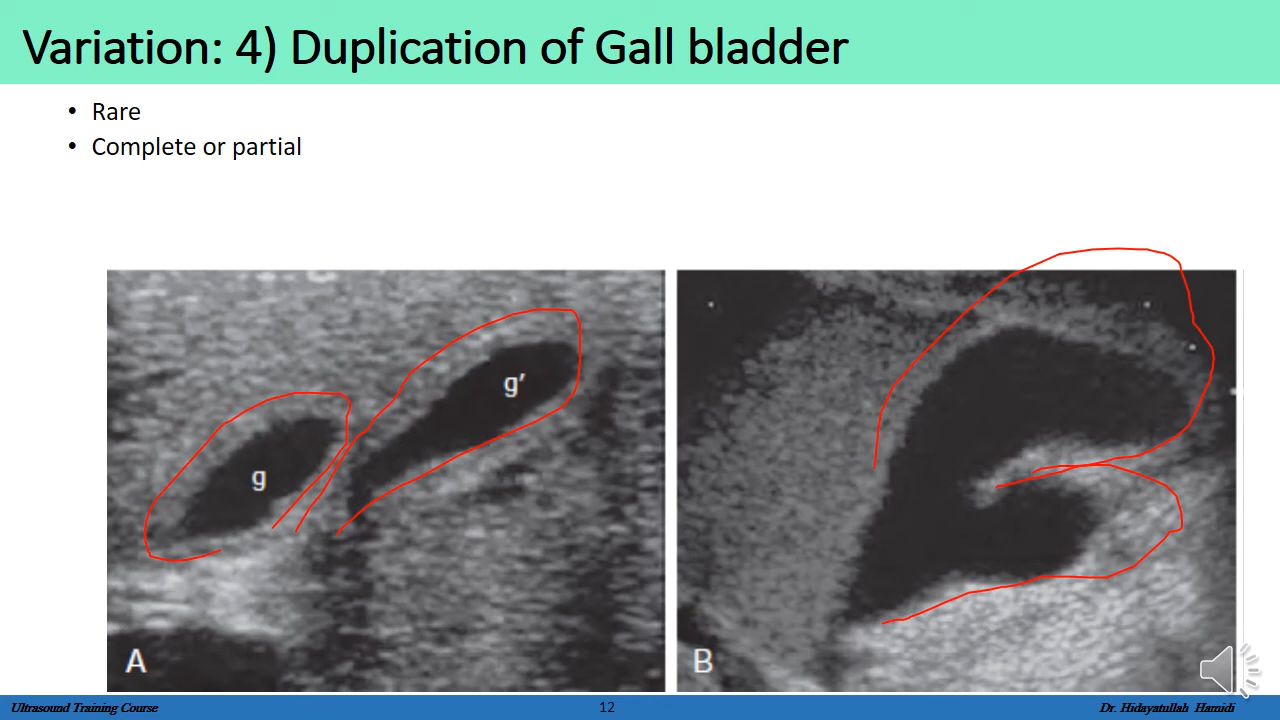 Variation: 4) Duplication of Gall bladder
• Rare
• Complete or partial
g
g′
A
B
Ultrasound Training Course
12
Dr. Hidayatullah Hamidi